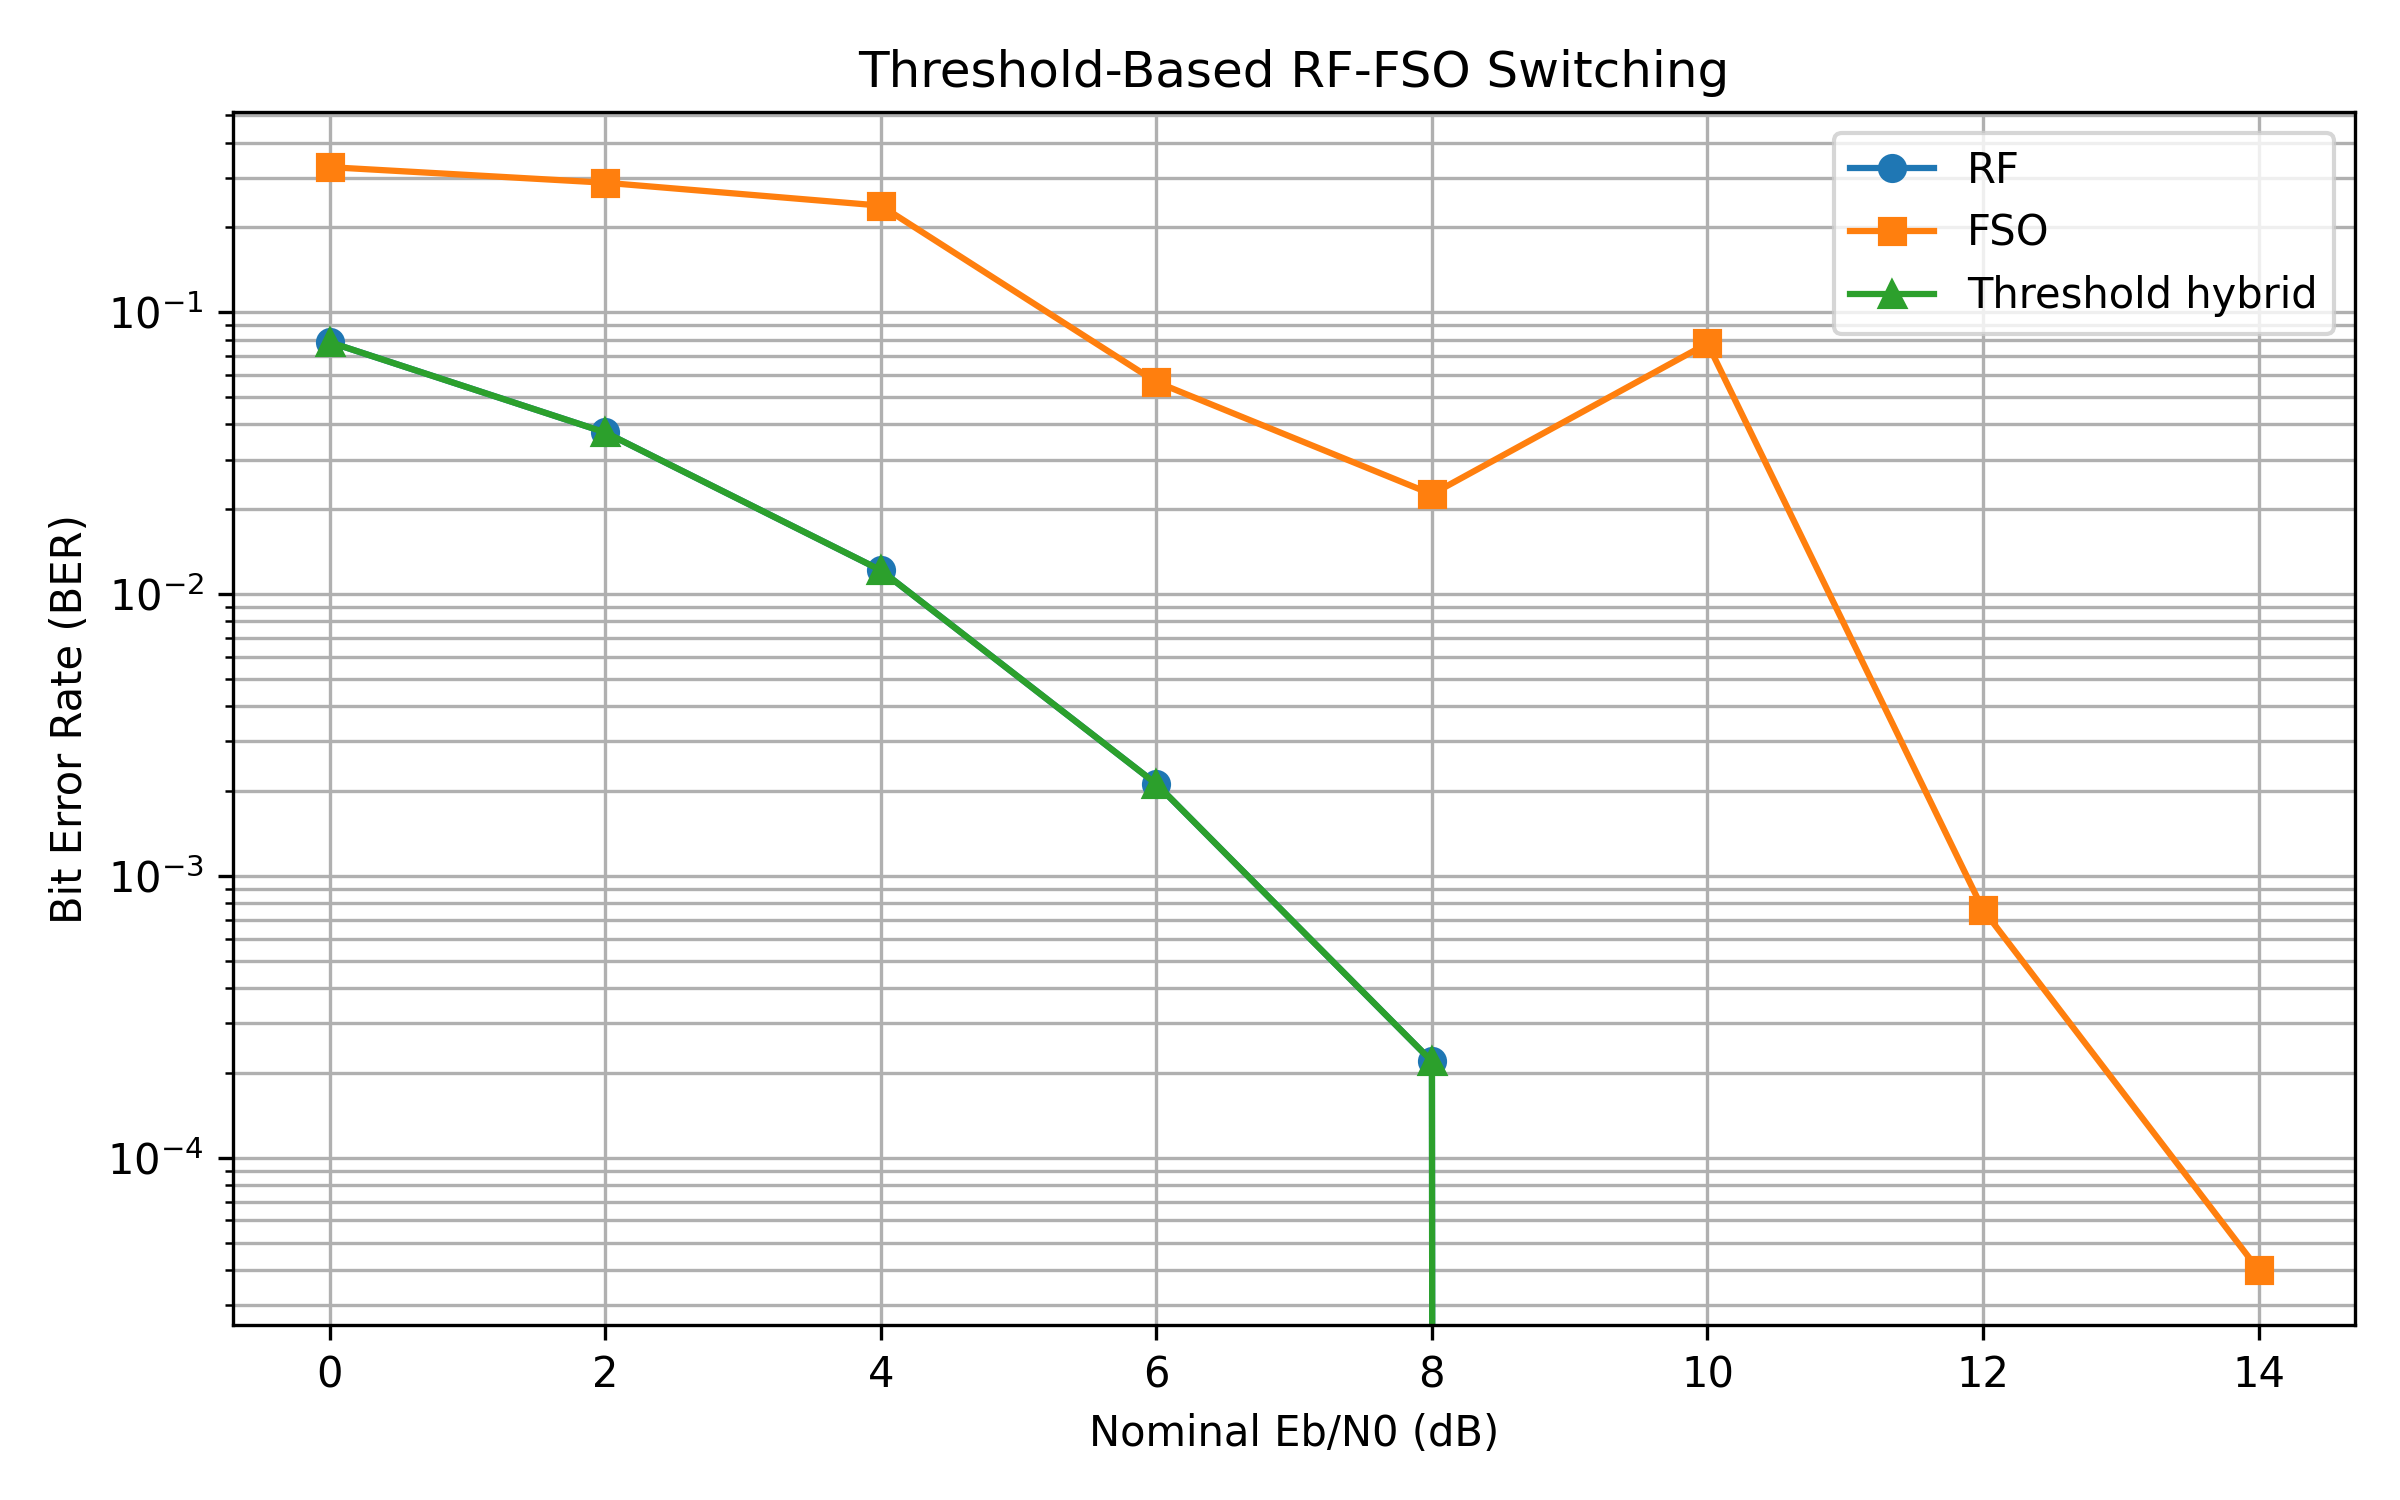 Threshold-Based RF-FSO Switching
RF
FSO
Threshold hybrid
10⁻¹
10⁻²
10⁻³
10⁻⁴
Bit Error Rate (BER)
0 2 4 6 8 10 12 14
Nominal Eb/N0 (dB)